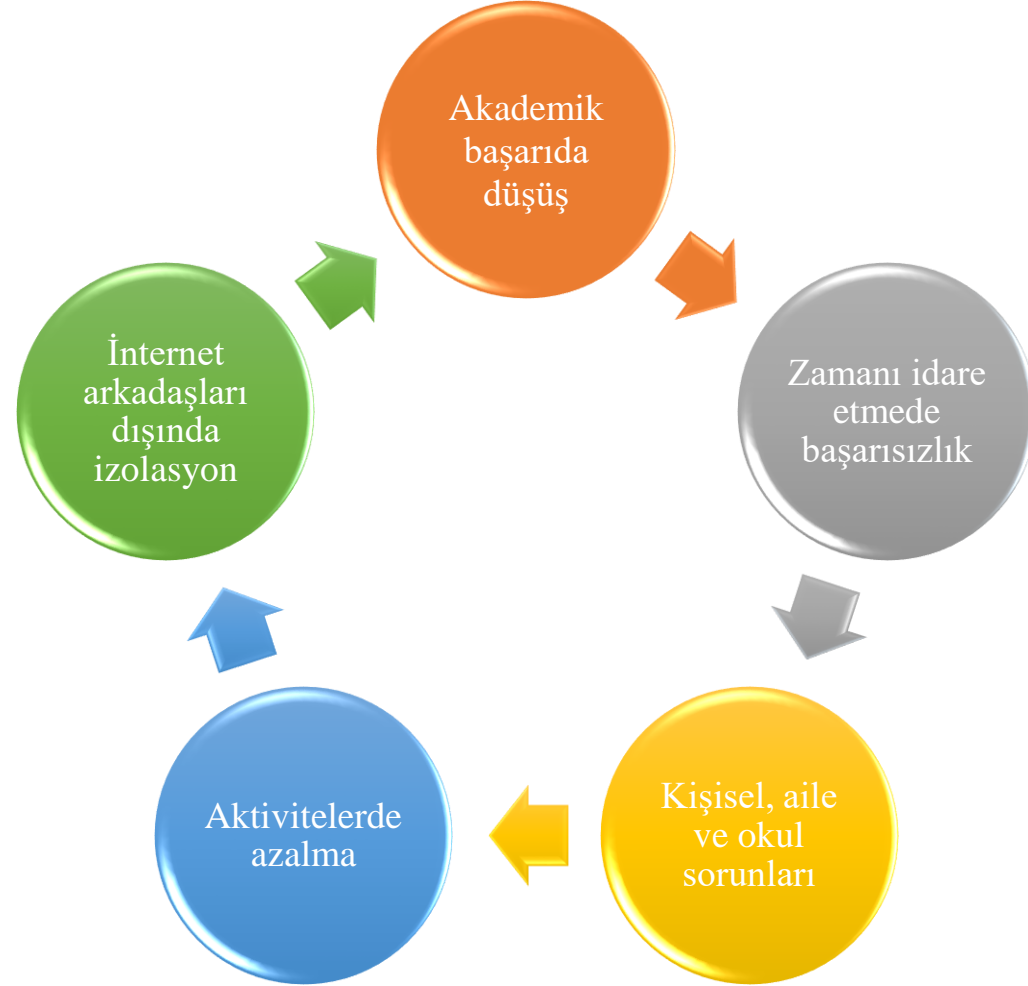 Akademik
başarıda
düşüş
Zamanı idare
etmede
başarısızlık
Kişisel, aile
ve okul
sorunları
Aktivitelerde
azalma
İnternet
arkadaşları
dışında
izolasyon